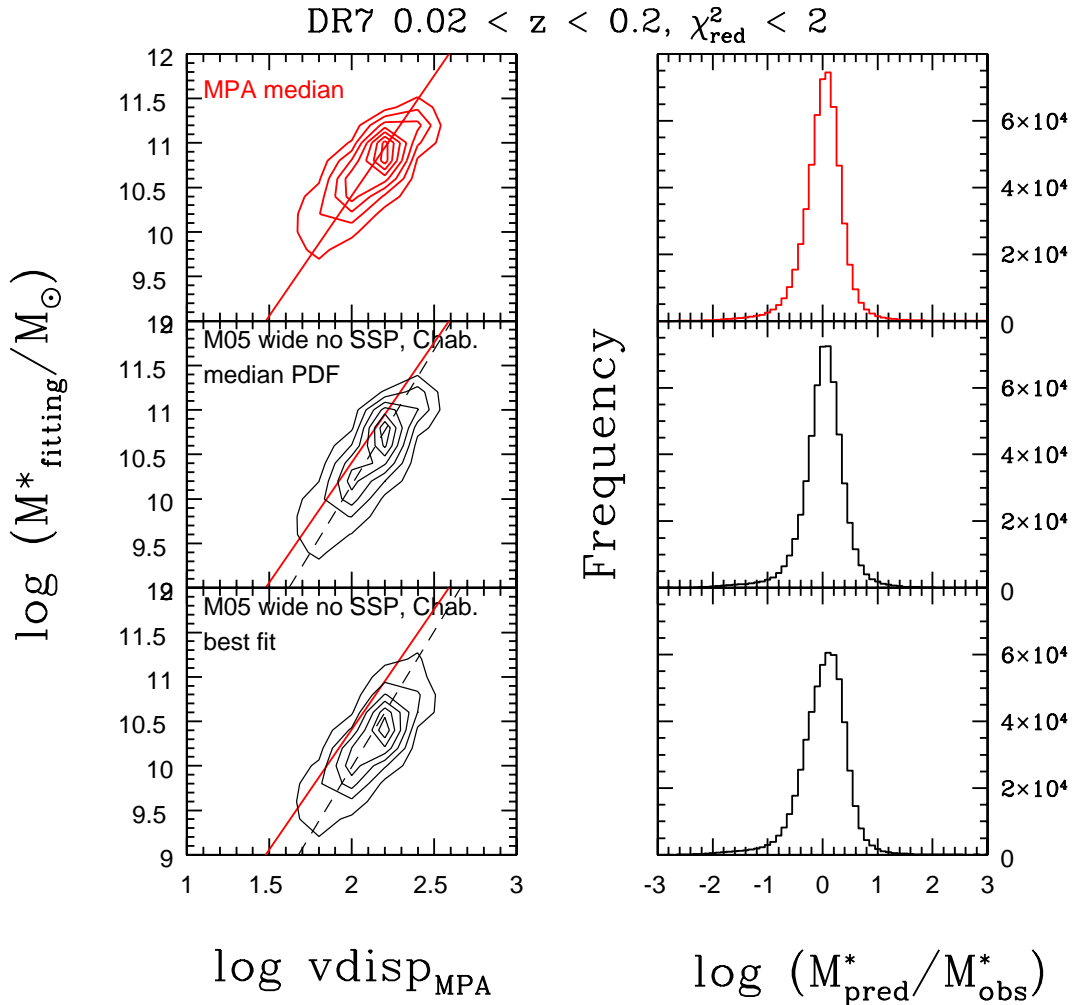 DR7 0.02 < z < 0.2, χ²red < 2
MPA median
12
11.5
11
10.5
10
9.5
9
6×10⁴
4×10⁴
2×10⁴
0
M05 wide no SSP, Chab.
median PDF
12
11.5
11
10.5
10
9.5
9
6×10⁴
4×10⁴
2×10⁴
0
M05 wide no SSP, Chab.
best fit
12
11.5
11
10.5
10
9.5
9
6×10⁴
4×10⁴
2×10⁴
0
1 1.5 2 2.5 3
-3 -2 -1 0 1 2 3
log (M*fitting/M⊙)
Frequency
log vdispMPA
log (M*pred/M*obs)